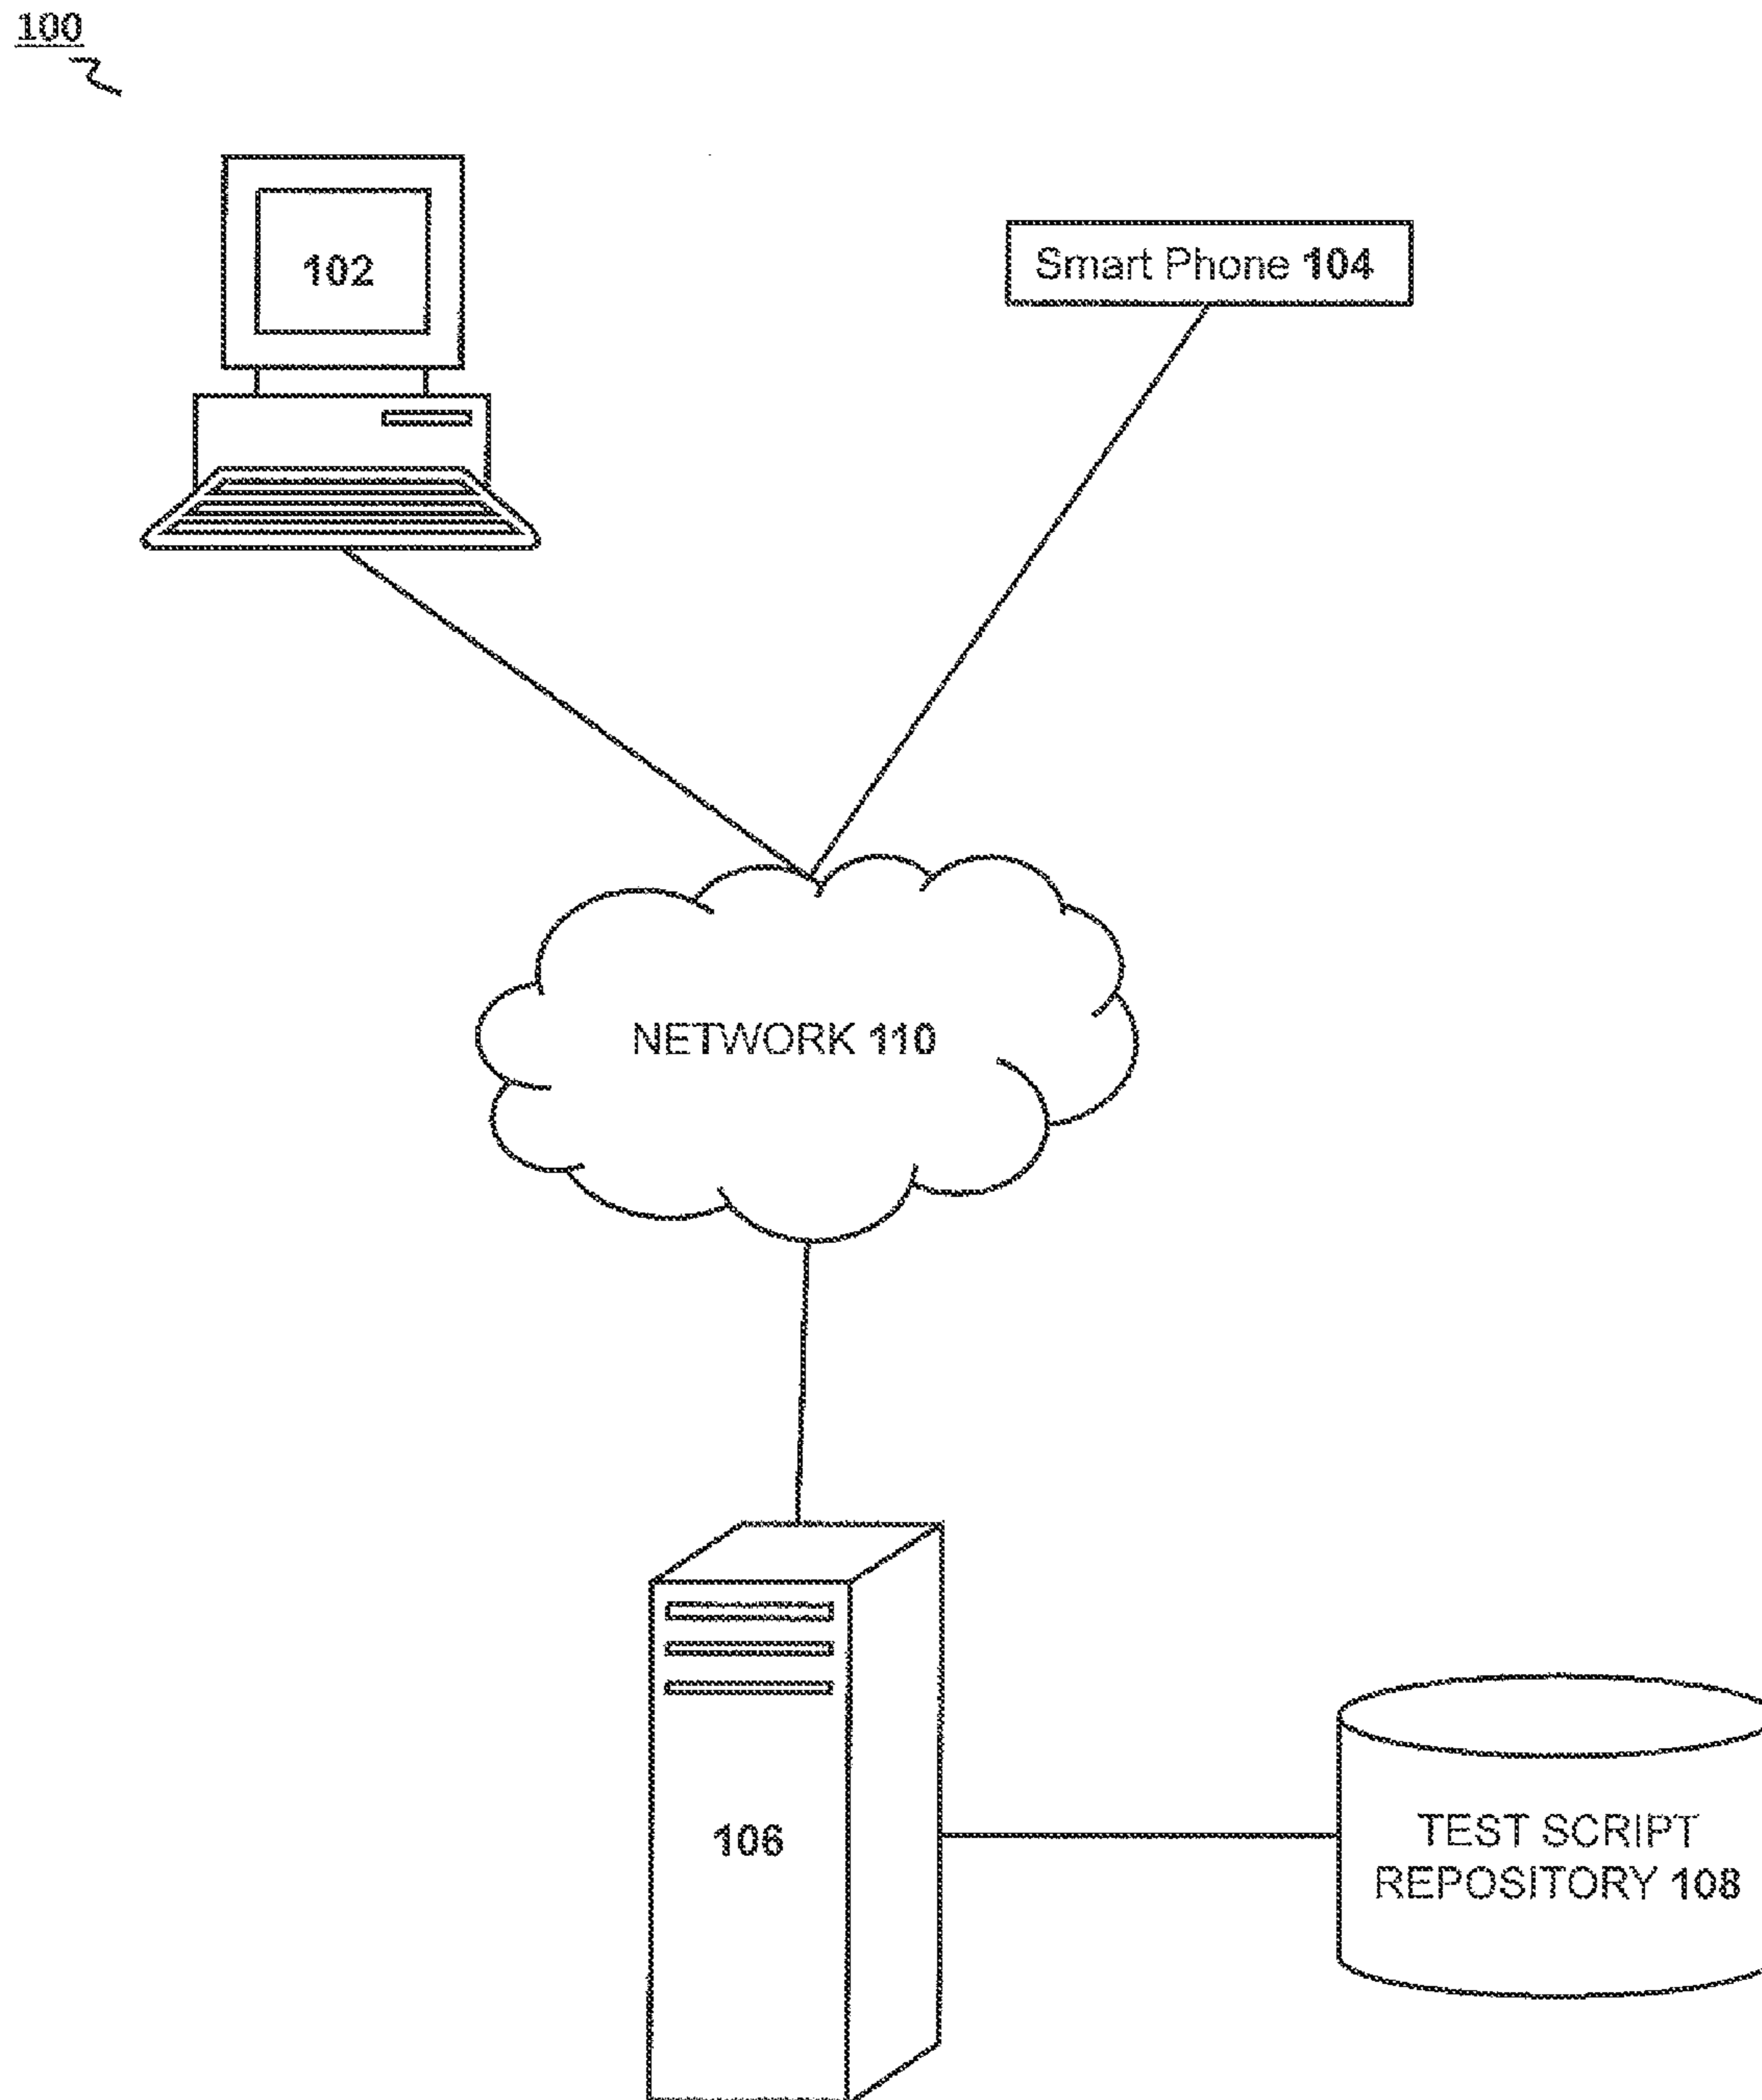 100
102
Smart Phone 104
NETWORK 110
106
TEST SCRIPT
REPOSITORY 108